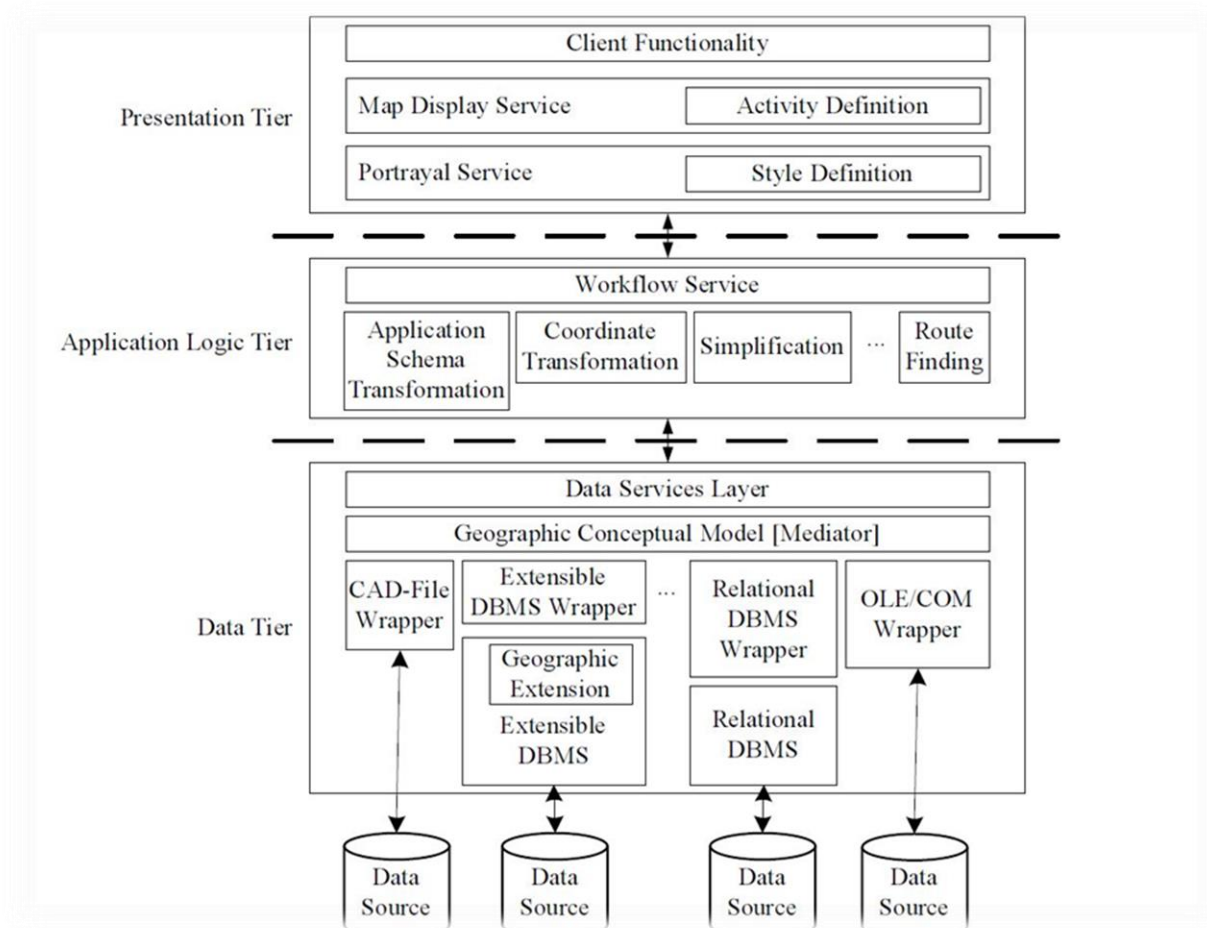 Client Functionality
Presentation Tier
Map Display Service
Activity Definition
Portrayal Service
Style Definition
Application Logic Tier
Workflow Service
Application
Schema
Transformation
Coordinate
Transformation
Simplification
...
Route
Finding
Data Tier
Data Services Layer
Geographic Conceptual Model [Mediator]
CAD-File
Wrapper
Extensible
DBMS Wrapper
...
Relational
DBMS
Wrapper
OLE/COM
Wrapper
Geographic
Extension
Extensible
DBMS
Relational
DBMS
Data
Source
Data
Source
Data
Source
Data
Source